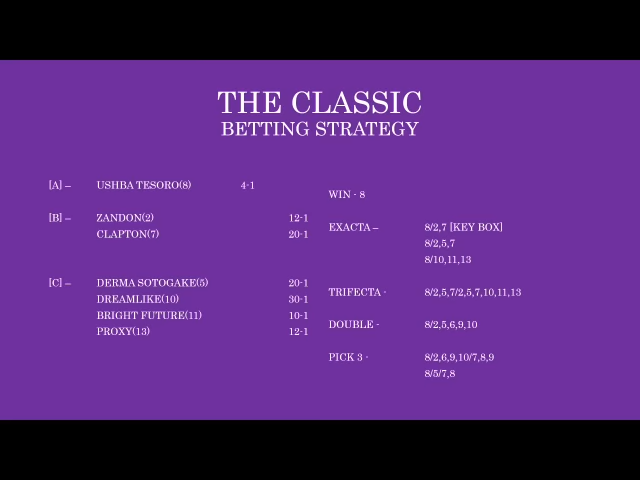 THE CLASSIC
BETTING STRATEGY
[A] – USHBA TESORO(8) 4-1
[B] – ZANDON(2) 12-1
CLAPTON(7) 20-1
[C] – DERMA SOTOGAKE(5) 20-1
DREAMLIKE(10) 30-1
BRIGHT FUTURE(11) 10-1
PROXY(13) 12-1
WIN - 8
EXACTA – 8/2,7 [KEY BOX]
8/2,5,7
8/10,11,13
TRIFECTA - 8/2,5,7/2,5,7,10,11,13
DOUBLE - 8/2,5,6,9,10
PICK 3 - 8/2,6,9,10/7,8,9
8/5/7,8